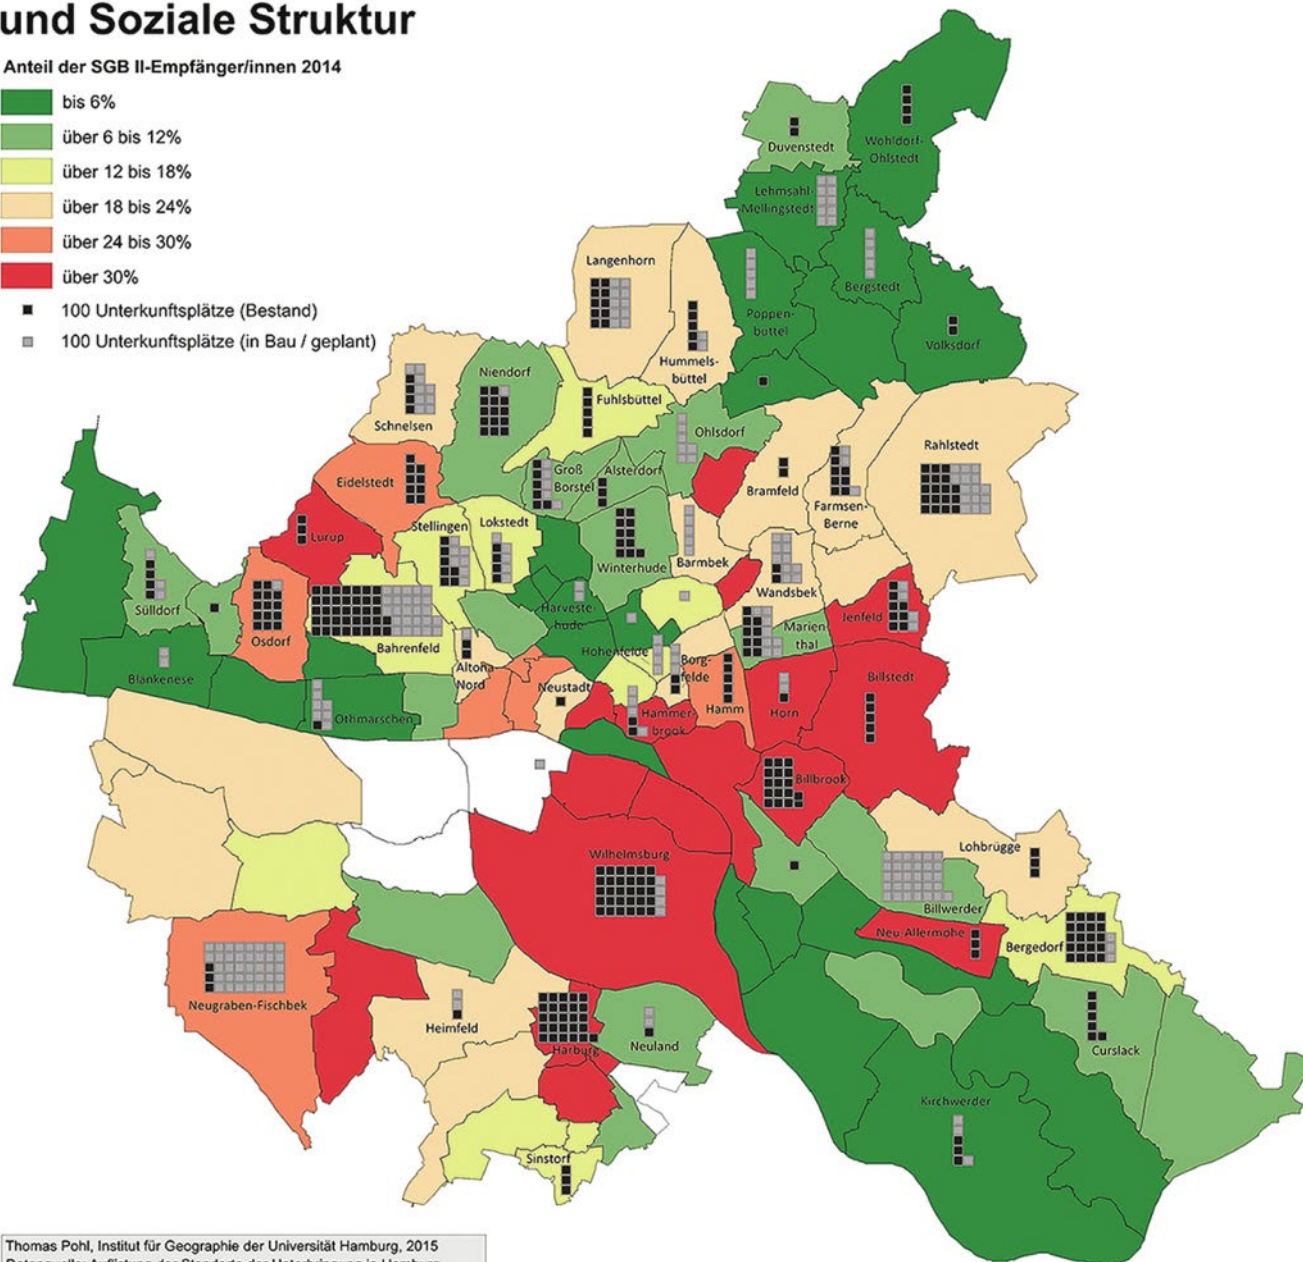 und Soziale Struktur
Anteil der SGB II-Empfänger/innen 2014
bis 6%
über 6 bis 12%
über 12 bis 18%
über 18 bis 24%
über 24 bis 30%
über 30%
100 Unterkunftsplätze (Bestand)
100 Unterkunftsplätze (in Bau / geplant)
Duvenstedt
Wohldorf-
Ohlstedt
Lehmsahl-
Mellingstedt
Bergstedt
Poppen-
büttel
Volksdorf
Langenhorn
Hummels-
büttel
Schnelsen
Niendorf
Fuhlsbüttel
Ohlsdorf
Eidelstedt
Groß
Borstel
Alsterdorf
Bramfeld
Farmsen-
Berne
Rahlstedt
Lurup
Stellingen
Lokstedt
Winterhude
Barmbek
Wandsbek
Sülldorf
Osdorf
Bahrenfeld
Harveste-
hude
Marien
thal
Jenfeld
Blankenese
Othmarschen
Altona
Nord
Neustadt
Hohenfelde
Borg-
felde
Hamm
Hammer-
brook
Horn
Billstedt
Billbrook
Wilhelmsburg
Lohbrügge
Billwerder
Neu-Allermöhe
Bergedorf
Neugraben-Fischbek
Heimfeld
Harburg
Neuland
Curslack
Kirchwerder
Sinstorf
Thomas Pohl, Institut für Geographie der Universität Hamburg, 2015